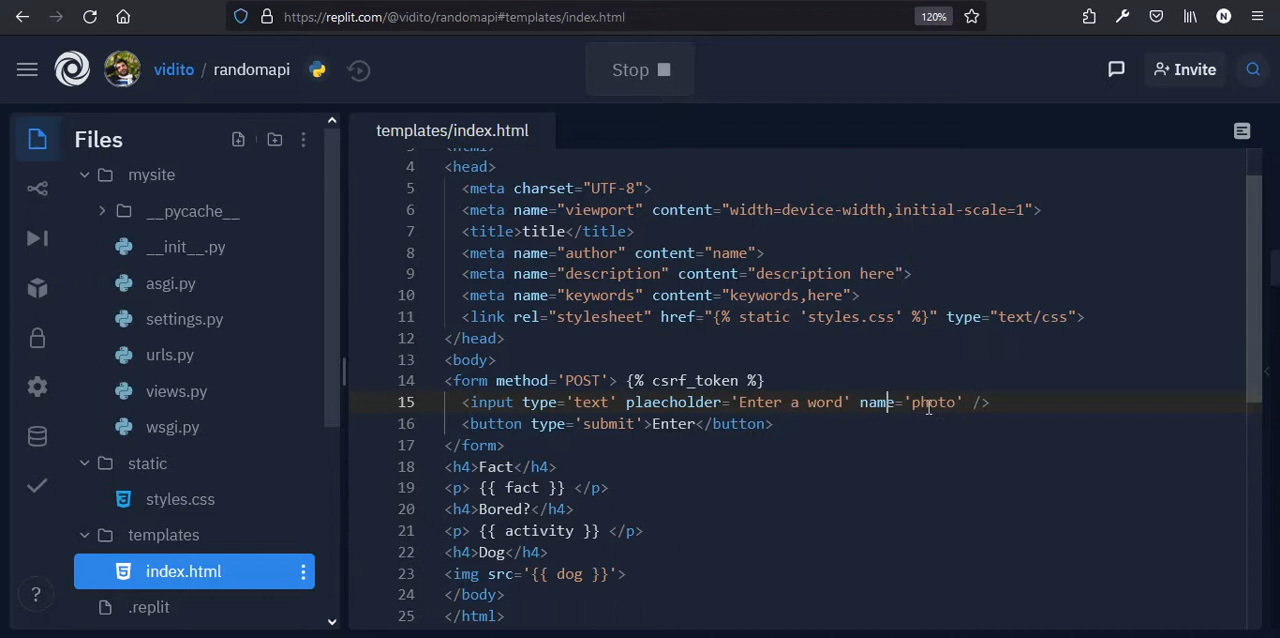 https://replit.com/@vidito/randomapi#templates/index.html
120%
N
vidito / randomapi
Stop
Invite
Files
mysite
__pycache__
__init__.py
asgi.py
settings.py
urls.py
views.py
wsgi.py
static
styles.css
templates
index.html
.replit
?
templates/index.html
3 <html>
4 <head>
5 <meta charset="UTF-8">
6 <meta name="viewport" content="width=device-width,initial-scale=1">
7 <title>title</title>
8 <meta name="author" content="name">
9 <meta name="description" content="description here">
10 <meta name="keywords" content="keywords,here">
11 <link rel="stylesheet" href="{% static 'styles.css' %}" type="text/css">
12 </head>
13 <body>
14 <form method='POST'> {% csrf_token %}
15 <input type='text' plaecholder='Enter a word' name='photo' />
16 <button type='submit'>Enter</button>
17 </form>
18 <h4>Fact</h4>
19 <p> {{ fact }} </p>
20 <h4>Bored?</h4>
21 <p> {{ activity }} </p>
22 <h4>Dog</h4>
23 <img src='{{ dog }}'>
24 </body>
25 </html>